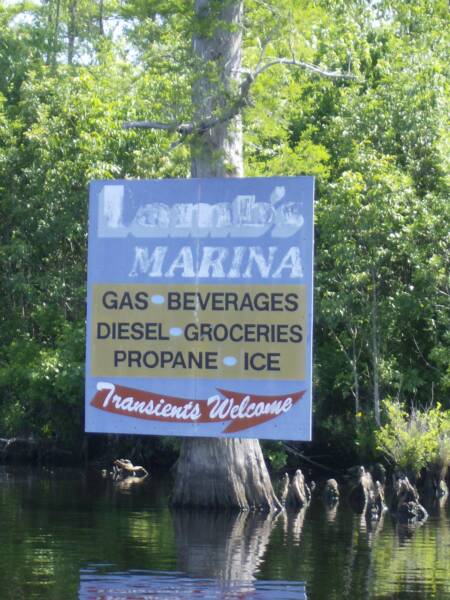 Lamb's
MARINA
GAS · BEVERAGES
DIESEL · GROCERIES
PROPANE · ICE
Transients Welcome